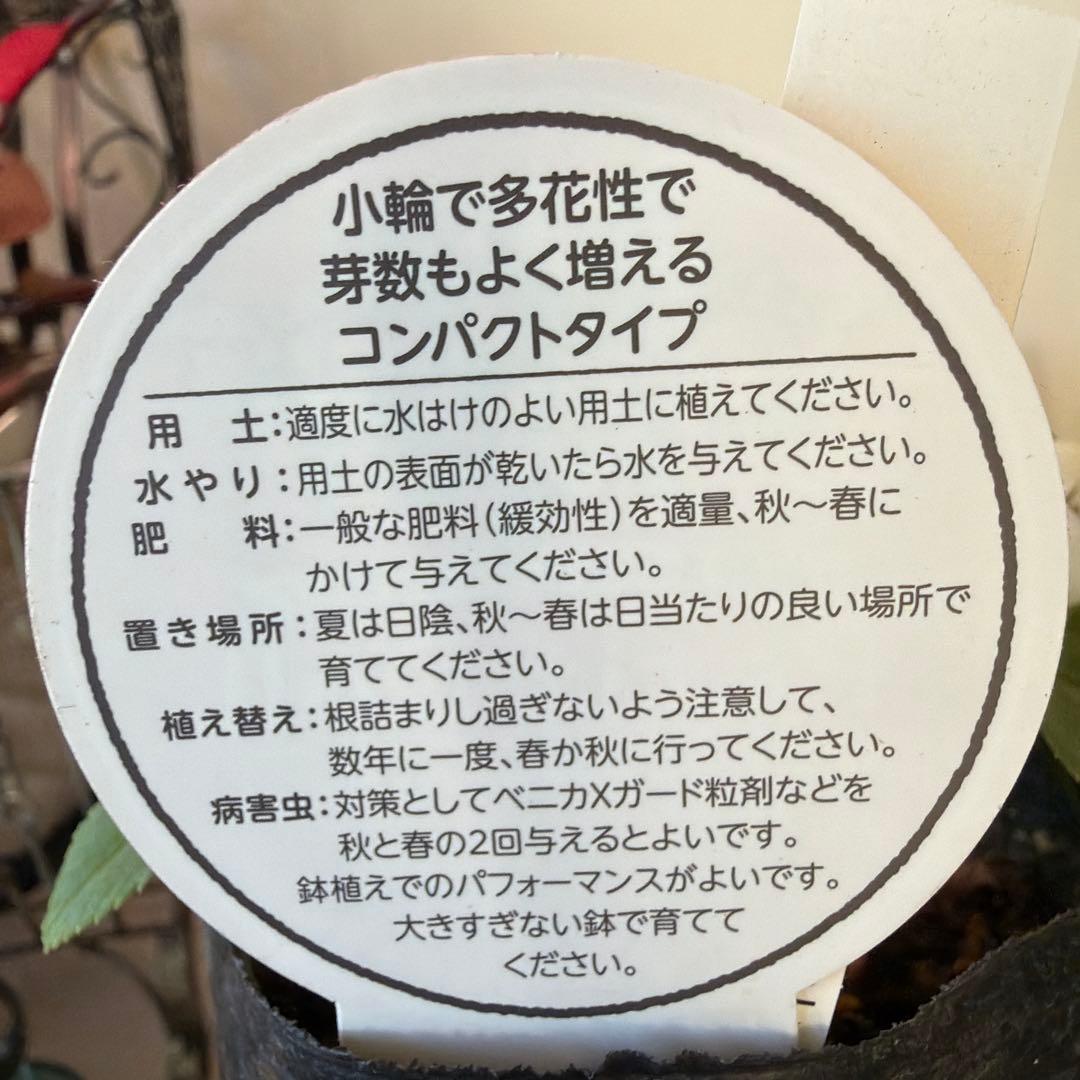 小輪で多花性で
芽数もよく増える
コンパクトタイプ
用 土:適度に水はけのよい用土に植えてください。
水やり:用土の表面が乾いたら水を与えてください。
肥 料:一般な肥料(緩効性)を適量、秋〜春に
かけて与えてください。
置き場所:夏は日陰、秋〜春は日当たりの良い場所で
育ててください。
植え替え:根詰まりし過ぎないよう注意して、
数年に一度、春か秋に行ってください。
病害虫:対策としてベニカXガード粒剤などを
秋と春の2回与えるとよいです。
鉢植えでのパフォーマンスがよいです。
大きすぎない鉢で育てて
ください。